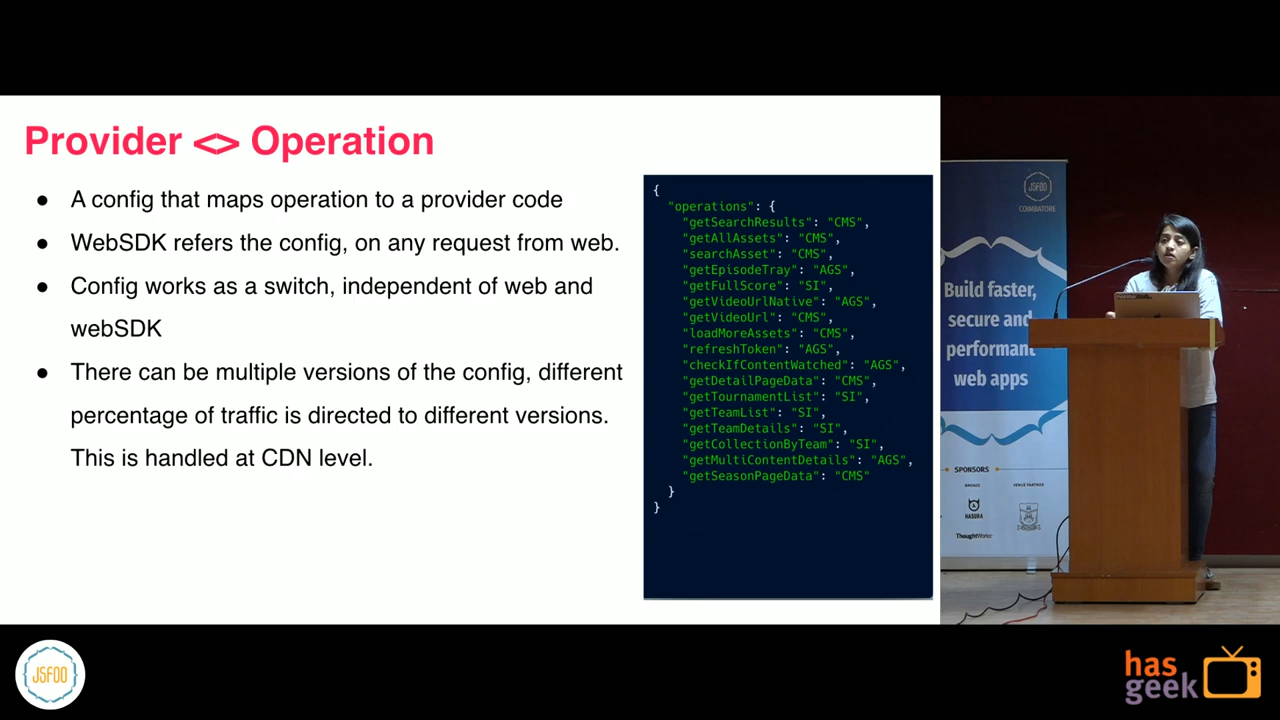 Provider <> Operation
● A config that maps operation to a provider code
● WebSDK refers the config, on any request from web.
● Config works as a switch, independent of web and
webSDK
● There can be multiple versions of the config, different
percentage of traffic is directed to different versions.
This is handled at CDN level.
{
"operations": {
"getSearchResults": "CMS",
"getAllAssets": "CMS",
"searchAsset": "CMS",
"getEpisodeTray": "AGS",
"getFullScore": "SI",
"getVideoUrlNative": "AGS",
"getVideoUrl": "CMS",
"loadMoreAssets": "CMS",
"refreshToken": "AGS",
"checkIfContentWatched": "AGS",
"getDetailPageData": "CMS",
"getTournamentList": "SI",
"getTeamList": "SI",
"getTeamDetails": "SI",
"getCollectionByTeam": "SI",
"getMultiContentDetails": "AGS",
"getSeasonPageData": "CMS"
}
}
JSFOO
COIMBATORE
Build faster,
secure and
performant
web apps
SPONSORS
BRONZE
VENUE PARTNER
HASURA
ThoughtWorks
JSFOO
has
geek